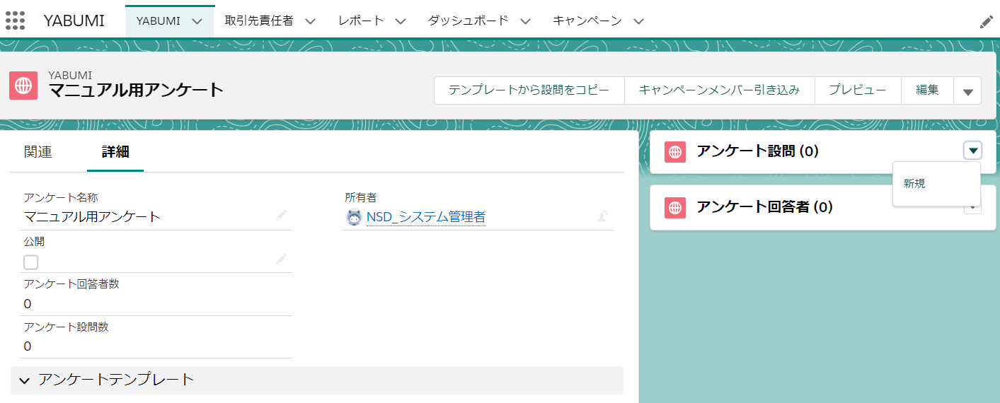 YABUMI
YABUMI
取引先責任者
レポート
ダッシュボード
キャンペーン
YABUMI
マニュアル用アンケート
テンプレートから設問をコピー
キャンペーンメンバー引き込み
プレビュー
編集
関連
詳細
アンケート名称
マニュアル用アンケート
所有者
NSD_システム管理者
公開
アンケート回答者数
0
アンケート設問数
0
アンケートテンプレート
アンケート設問 (0)
新規
アンケート回答者 (0)